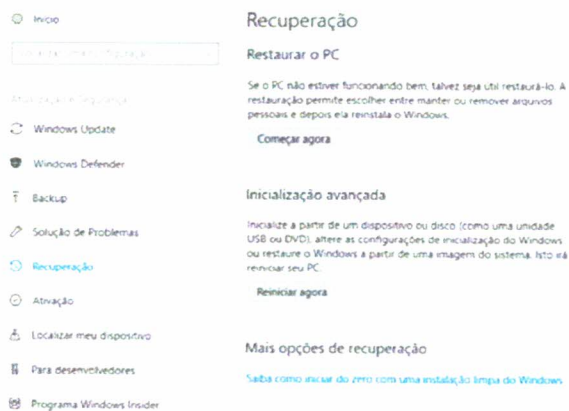 Início
Atualização e Segurança
Windows Update
Windows Defender
Backup
Solução de Problemas
Recuperação
Ativação
Localizar meu dispositivo
Para desenvolvedores
Programa Windows Insider
Recuperação
Restaurar o PC
Se o PC não estiver funcionando bem, talvez seja útil restaurá-lo. A
restauração permite escolher entre manter ou remover arquivos
pessoais e depois ela reinstala o Windows.
Começar agora
Inicialização avançada
Inicialize a partir de um dispositivo ou disco (como uma unidade
USB ou DVD), altere as configurações de inicialização do Windows
ou restaure o Windows a partir de uma imagem do sistema. Isto irá
reiniciar seu PC.
Reiniciar agora
Mais opções de recuperação
Saiba como iniciar do zero com uma instalação limpa do Windows